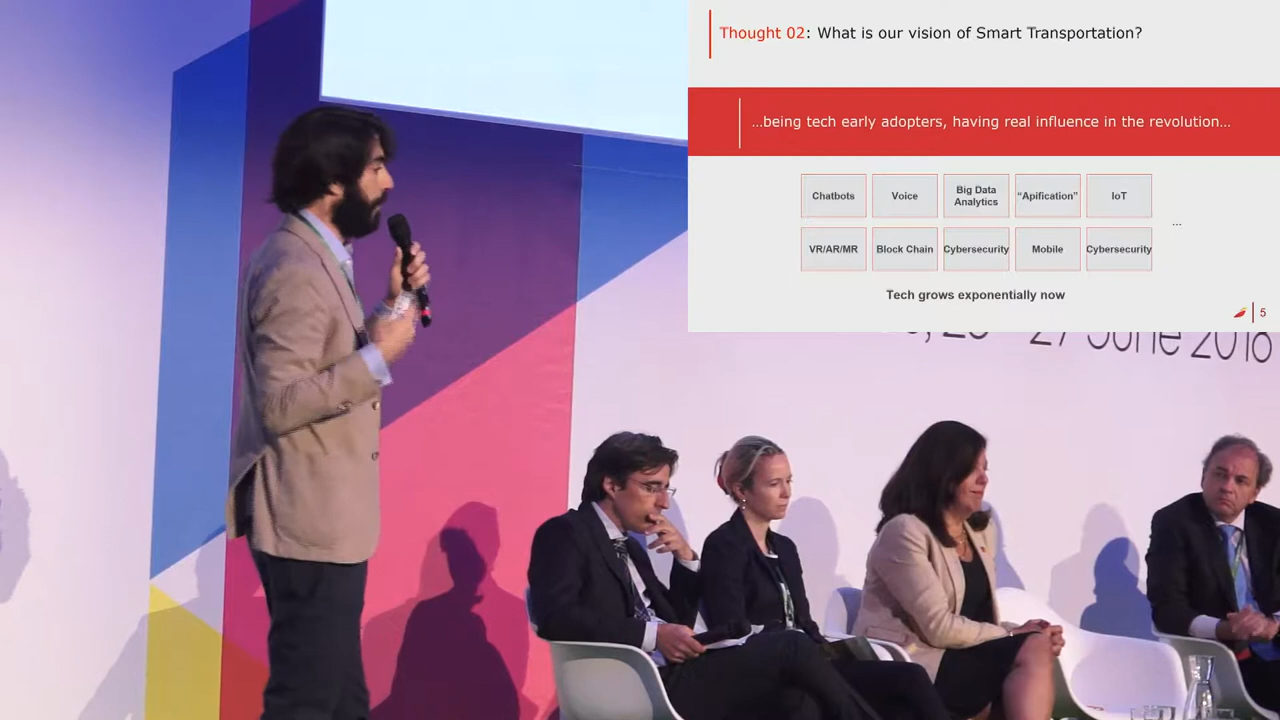 Thought 02: What is our vision of Smart Transportation?
...being tech early adopters, having real influence in the revolution...
Chatbots
Voice
Big Data
Analytics
“Apification”
IoT
...
VR/AR/MR
Block Chain
Cybersecurity
Mobile
Cybersecurity
Tech grows exponentially now
5
27 June 2018